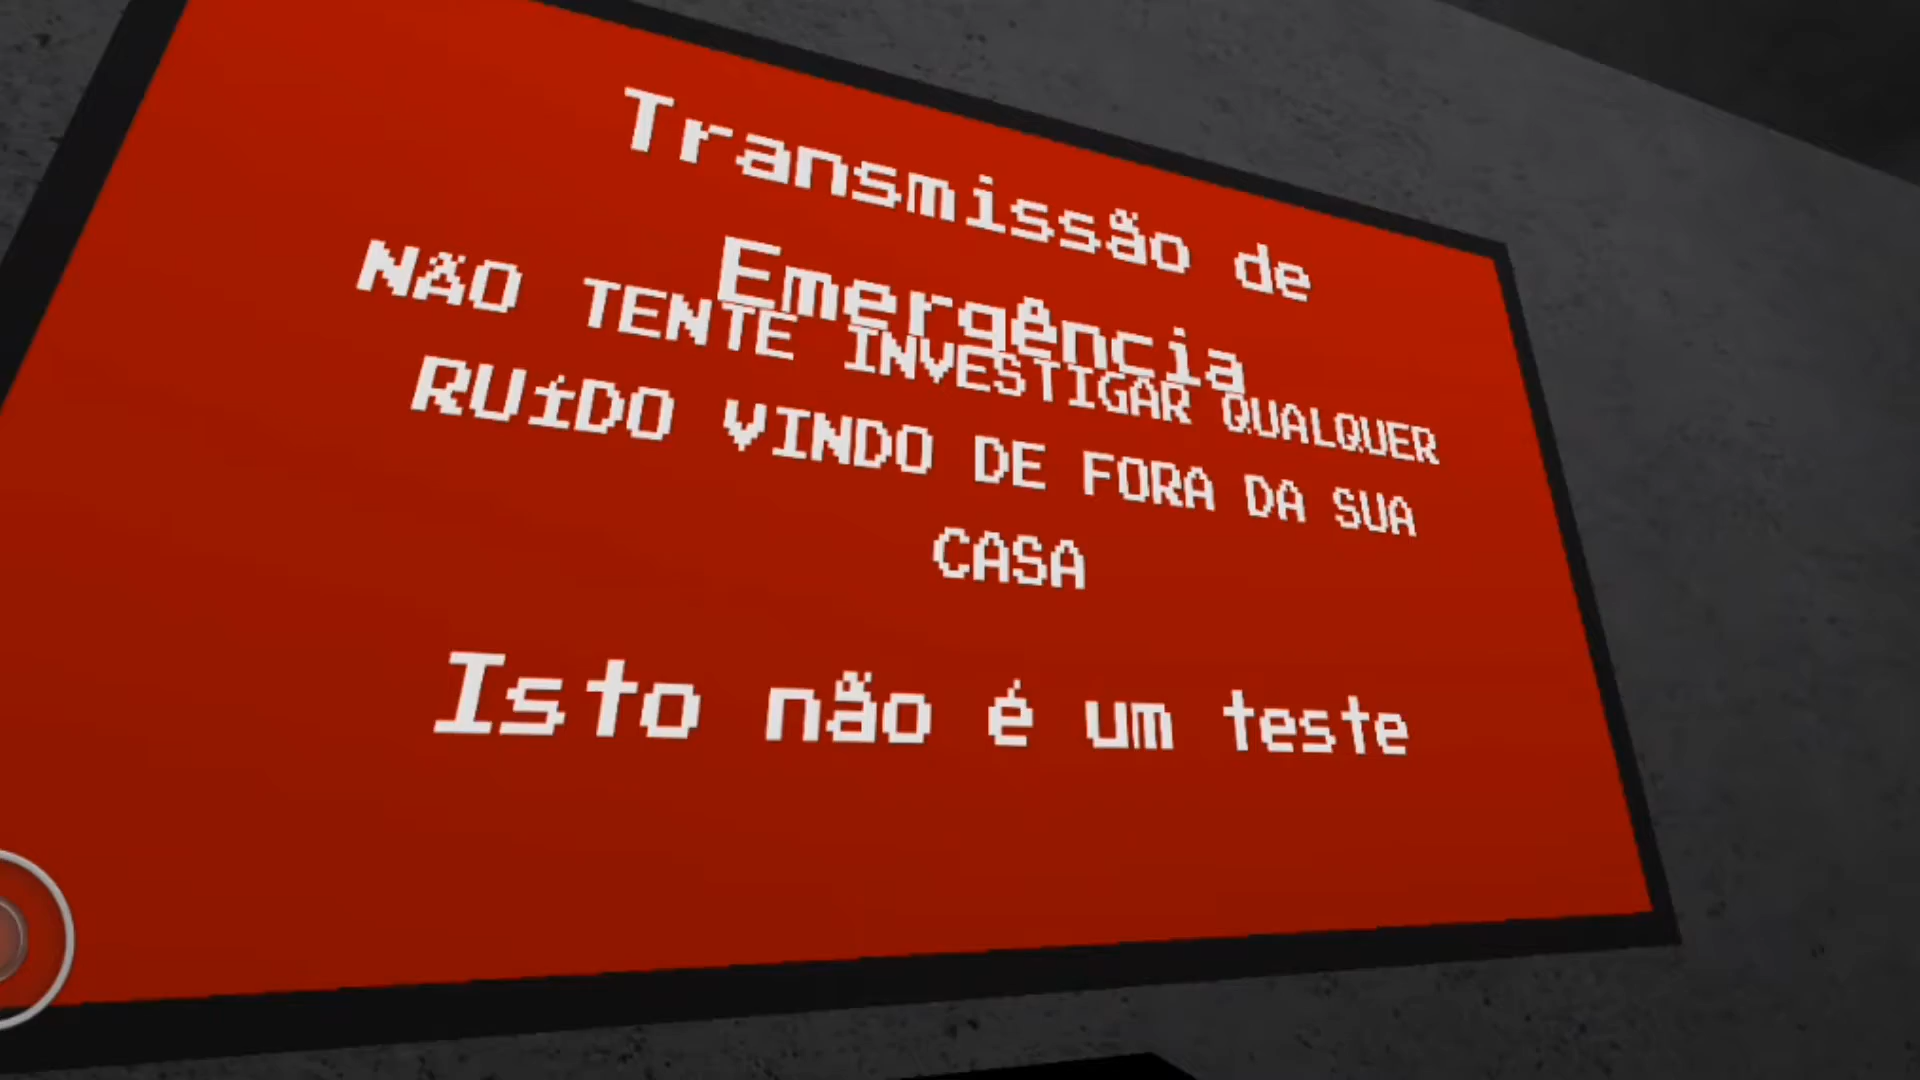 Transmissão de
Emergência
NÃO TENTE INVESTIGAR QUALQUER
RUíDO VINDO DE FORA DA SUA
CASA
Isto não é um teste